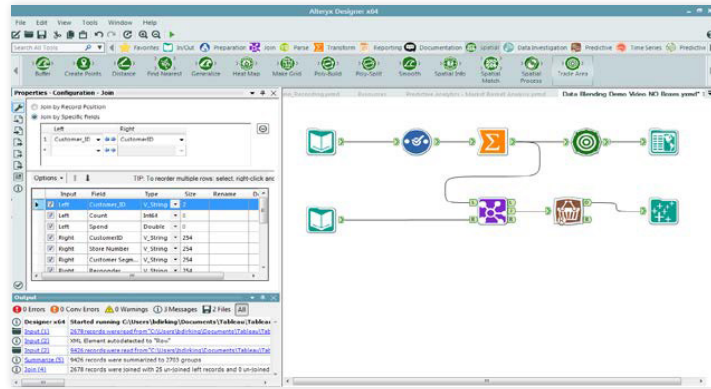 Alteryx Designer x64
File Edit View Tools Window Help
Search All Tools Favorites In/Out Preparation Join Parse Transform Reporting Documentation Spatial Data Investigation Predictive Time Series Predictive
Buffer Create Points Distance Find Nearest Generalize Heat Map Make Grid Poly-Build Poly-Split Smooth Spatial Info Spatial Match Spatial Process Trade Area
Properties - Configuration - Join
Data Blending Demo Video NO Boxes.yxmd*
Join by Record Position
Join by Specific Fields
Left Right
1 Customer_ID CustomerID
Options TIP: To reorder multiple rows: select, right-click and
Input Field Type Size Rename
Left Customer_ID V_String 2
Left Count Int64 8
Left Spend Double 8
Right CustomerID V_String 254
Right Store Number V_String 254
Right Customer Segm... V_String 254
Right Responder V_String 254
Output
0 Errors 0 Conv Errors 0 Warnings 3 Messages 2 Files All
Designer x64 Started running C:\Users\bdirking\Documents\Tableau\Tab
Input (1) 2678 records were read from "C:\Users\bdirking\Documents\Tableau\Tab
Input (2) XML Element autodetected to "Row"
Input (2) 9426 records were read from "C:\Users\bdirking\Documents\Tableau\Tab
Summarize (5) 9426 records were summarized to 2703 groups
Join (4) 2678 records were joined with 25 un-joined left records and 0 un-joined